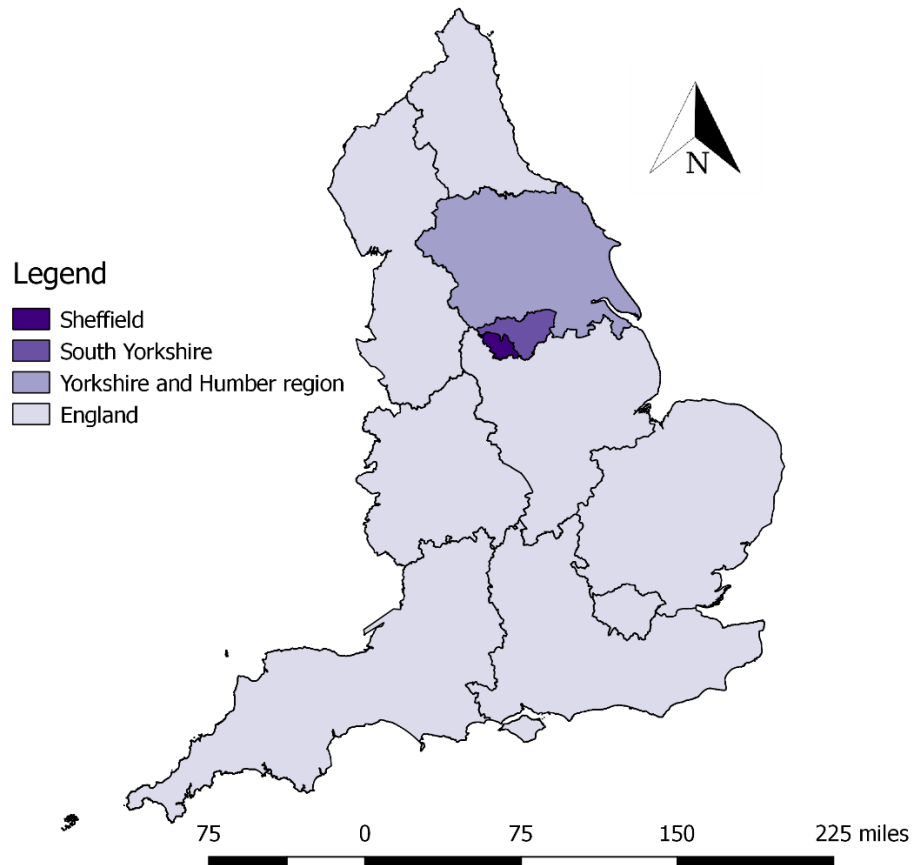 N
Legend
Sheffield
South Yorkshire
Yorkshire and Humber region
England
75 0 75 150 225 miles